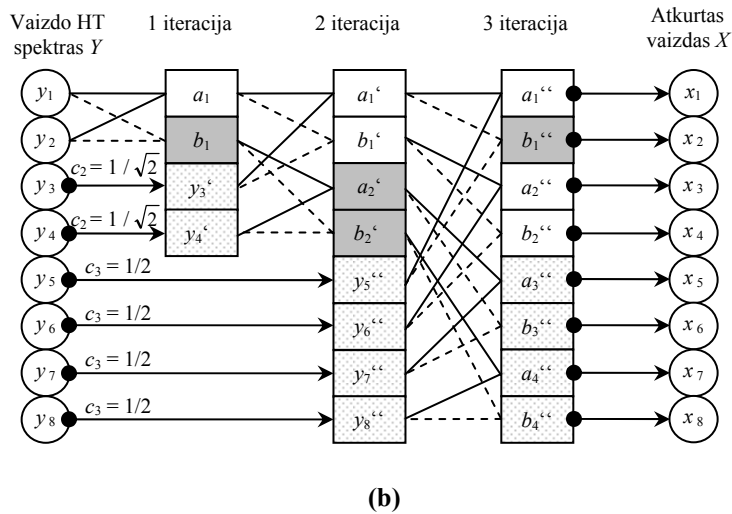 Vaizdo HT spektras Y
1 iteracija
2 iteracija
3 iteracija
Atkurtas vaizdas X
y1 a1 a1‘ a1‘‘ x1
y2 b1 b1‘ b1‘‘ x2
c2 = 1 / √2
y3 y3‘ a2‘ a2‘‘ x3
c2 = 1 / √2
y4 y4‘ b2‘ b2‘‘ x4
c3 = 1/2
y5 y5‘‘ a3‘‘ x5
c3 = 1/2
y6 y6‘‘ b3‘‘ x6
c3 = 1/2
y7 y7‘‘ a4‘‘ x7
c3 = 1/2
y8 y8‘‘ b4‘‘ x8
(b)